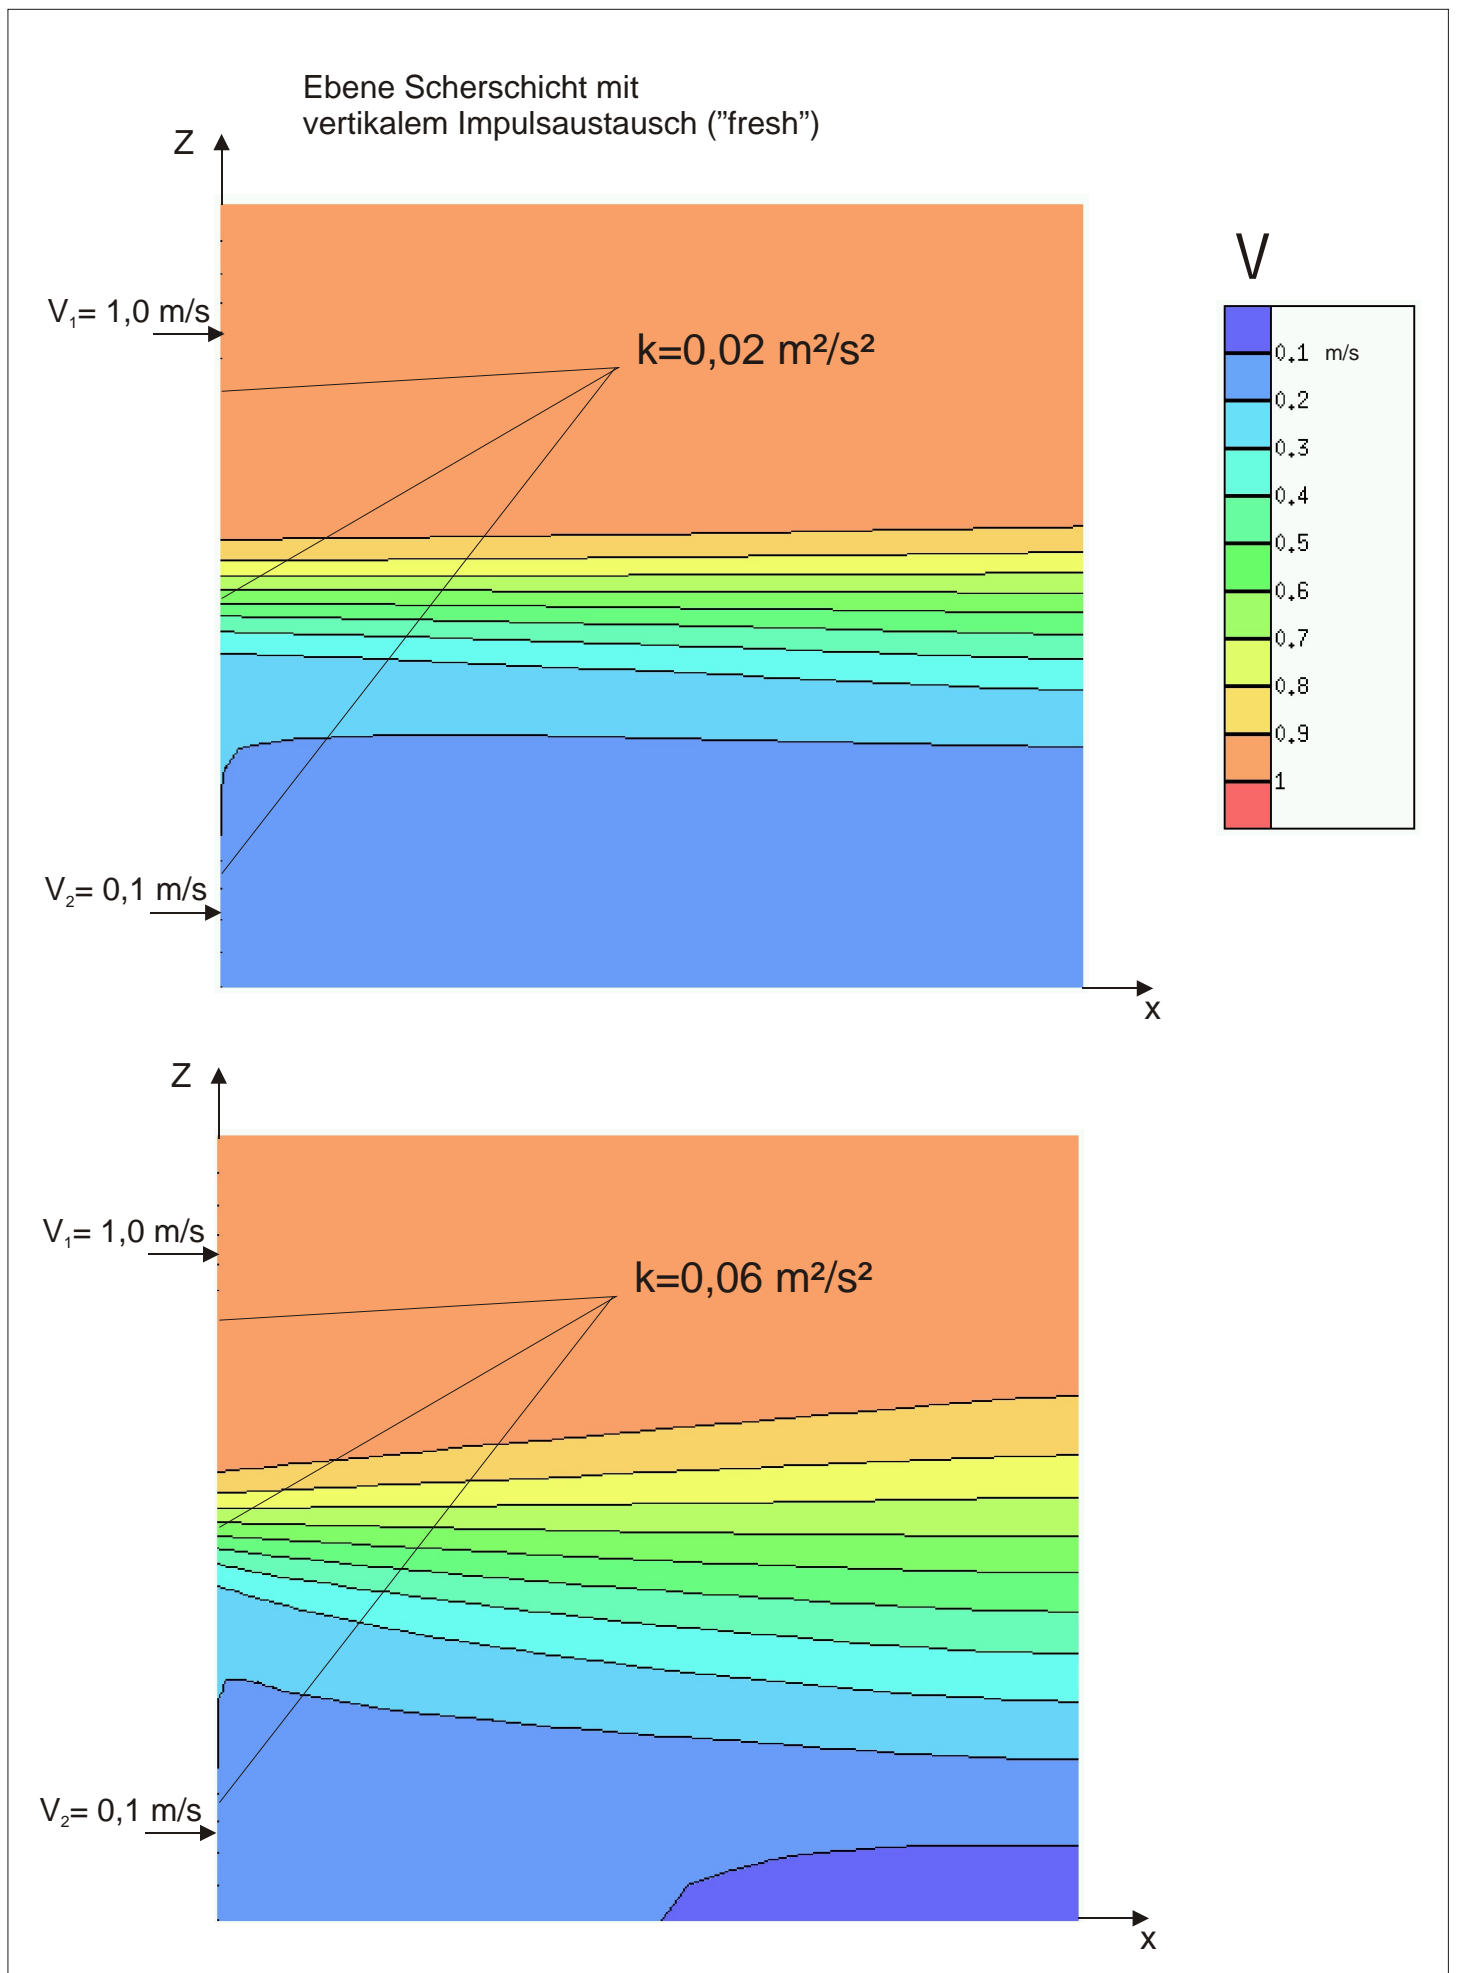 Ebene Scherschicht mit
vertikalem Impulsaustausch (”fresh”)
Z
V
V₁= 1,0 m/s
k=0,02 m²/s²
0.1 m/s
0.2
0.3
0.4
0.5
0.6
0.7
0.8
0.9
1
V₂= 0,1 m/s
x
Z
V₁= 1,0 m/s
k=0,06 m²/s²
V₂= 0,1 m/s
x